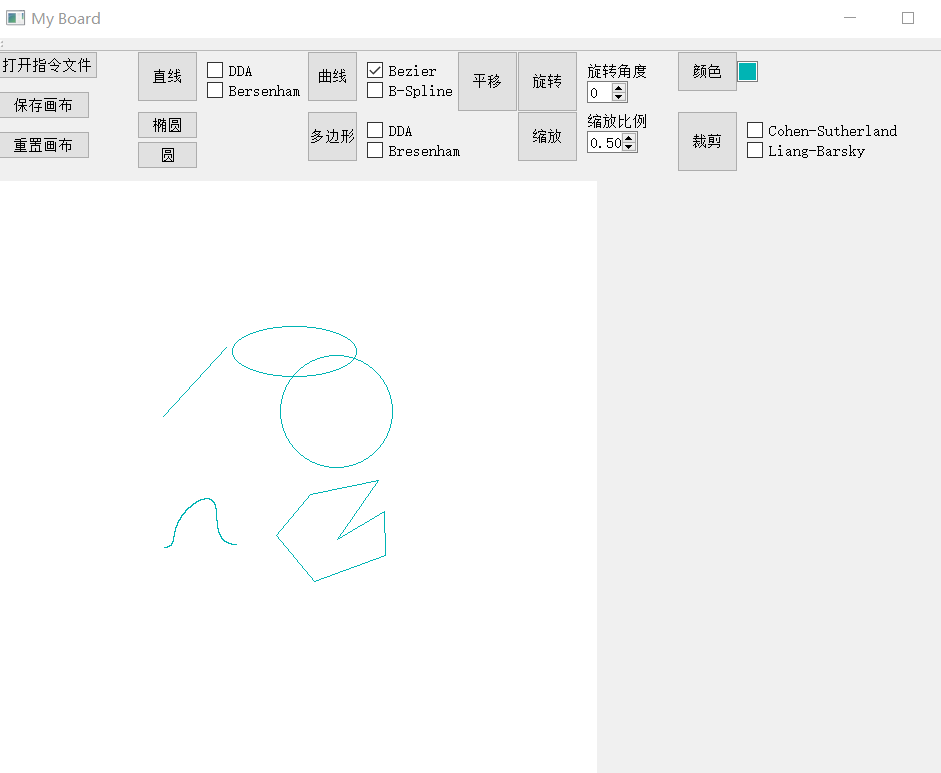 My Board
打开指令文件
保存画布
重置画布
直线
DDA
Bersenham
椭圆
圆
曲线
Bezier
B-Spline
多边形
DDA
Bresenham
平移
旋转
旋转角度
0
缩放
缩放比例
0.50
颜色
裁剪
Cohen-Sutherland
Liang-Barsky